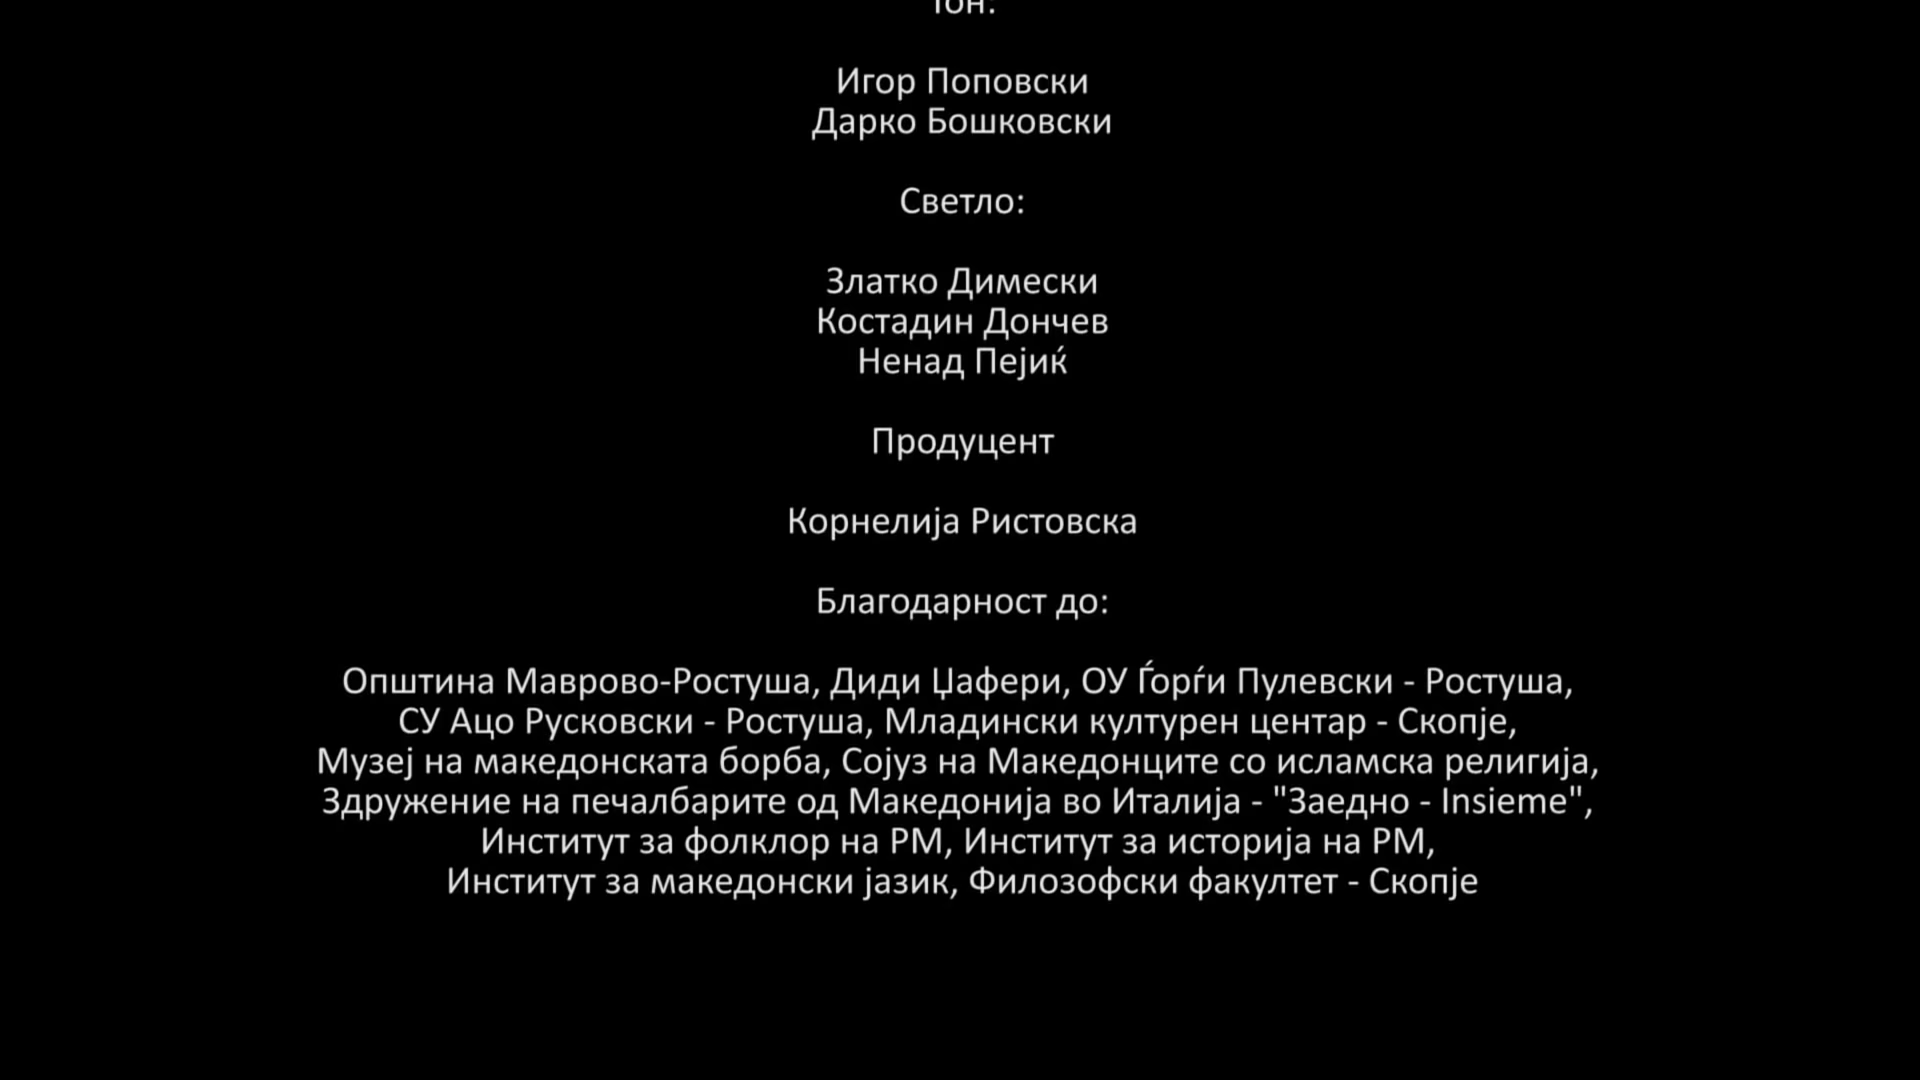 Тон:
Игор Поповски
Дарко Бошковски
Светло:
Златко Димески
Костадин Дончев
Ненад Пејиќ
Продуцент
Корнелија Ристовска
Благодарност до:
Општина Маврово-Ростуша, Диди Џафери, ОУ Ѓорѓи Пулевски - Ростуша,
СУ Ацо Русковски - Ростуша, Младински културен центар - Скопје,
Музеј на македонската борба, Сојуз на Македонците со исламска религија,
Здружение на печалбарите од Македонија во Италија - "Заедно - Insieme",
Институт за фолклор на РМ, Институт за историја на РМ,
Институт за македонски јазик, Филозофски факултет - Скопје